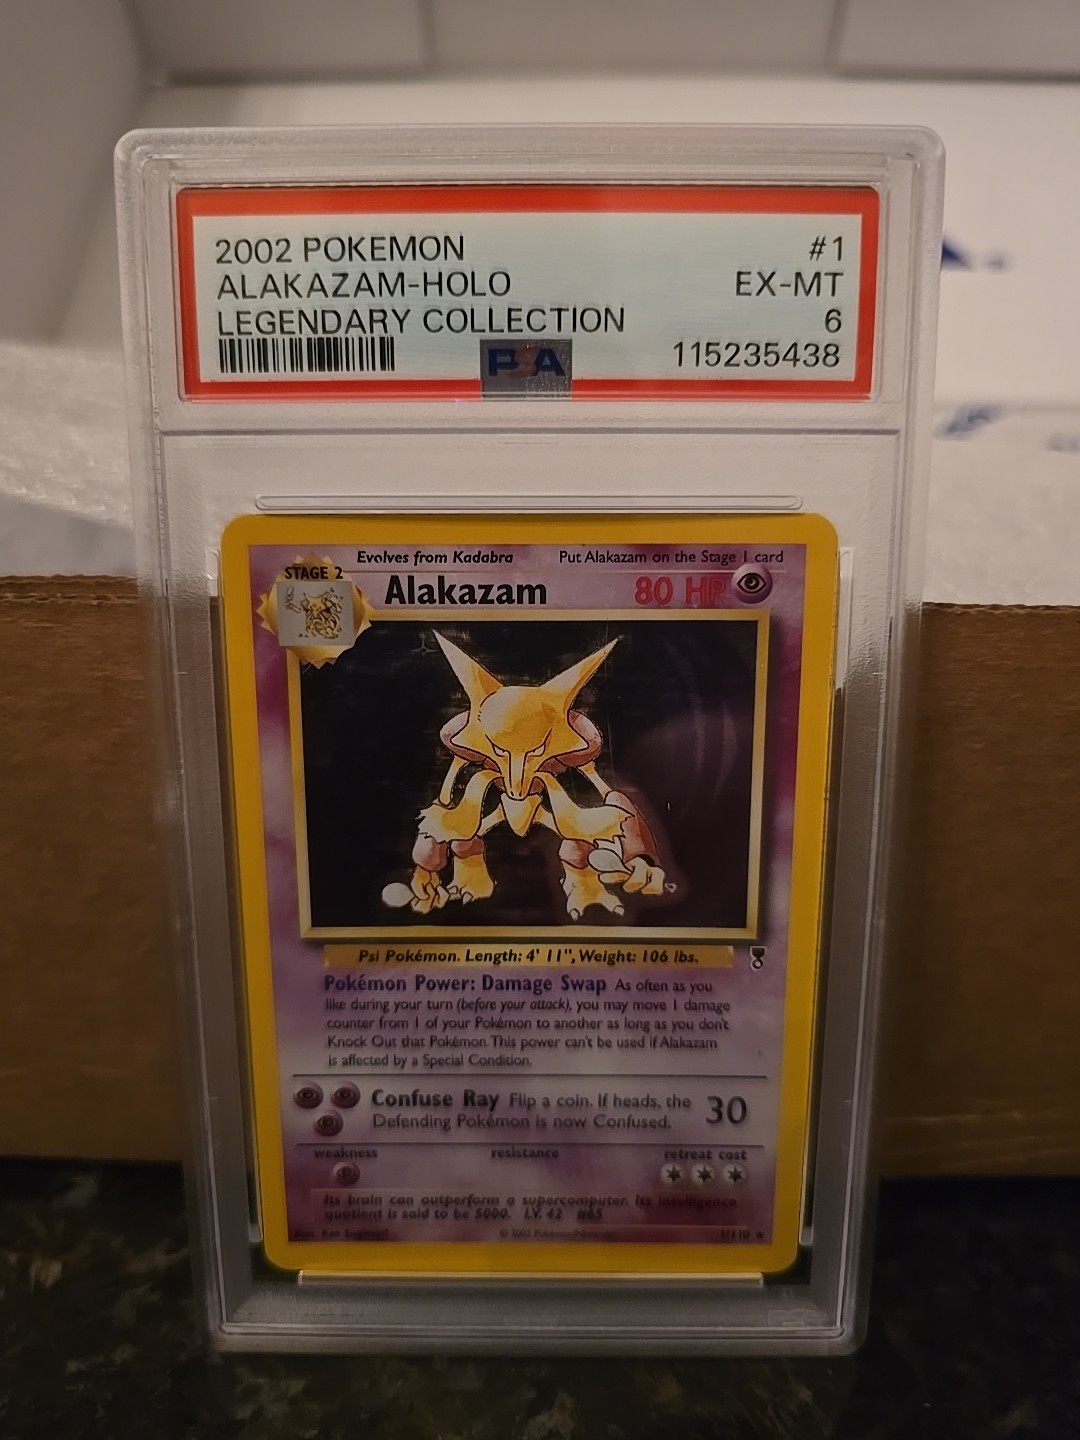 2002 POKEMON #1
ALAKAZAM-HOLO EX-MT
LEGENDARY COLLECTION 6
PSA 115235438
Evolves from Kadabra Put Alakazam on the Stage 1 card
STAGE 2
Alakazam 80 HP
Psi Pokémon. Length: 4' 11", Weight: 106 lbs.
Pokémon Power: Damage Swap As often as you
like during your turn (before your attack), you may move 1 damage
counter from 1 of your Pokémon to another as long as you don't
Knock Out that Pokémon. This power can't be used if Alakazam
is affected by a Special Condition.
Confuse Ray Flip a coin. If heads, the 30
Defending Pokémon is now Confused.
weakness resistance retreat cost
Its brain can outperform a supercomputer. Its intelligence
quotient is said to be 5000. LV. 42 #65
1/110 ★